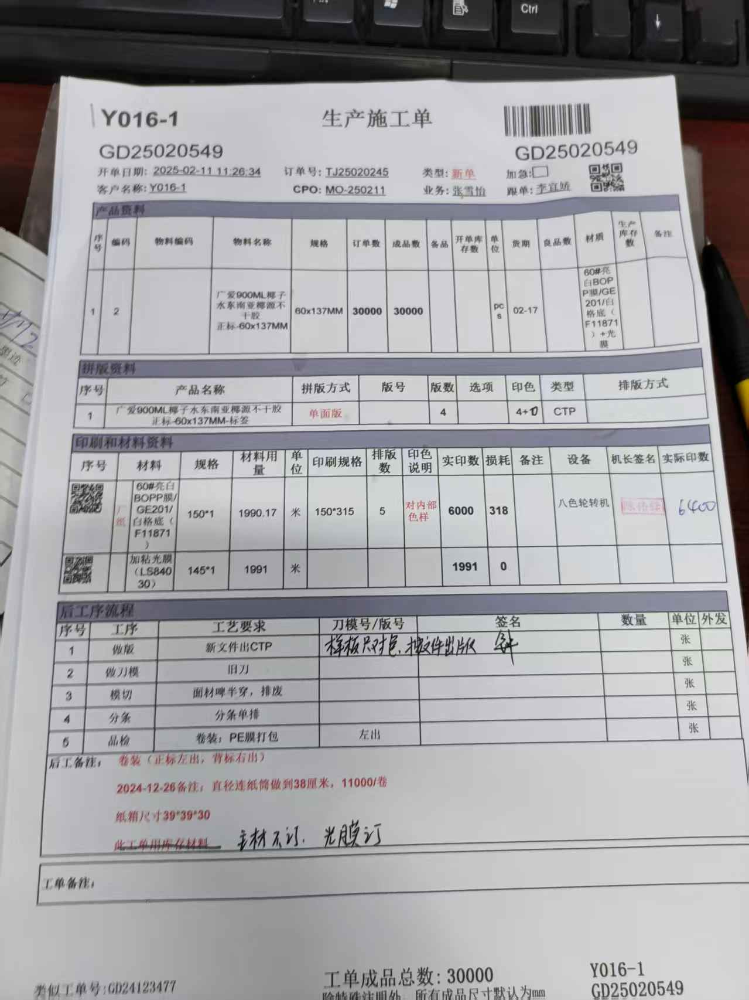 Ctrl
Y016-1 生产施工单
GD25020549 GD25020549
开单日期: 2025-02-11 11:26:34 订单号: TJ25020245 类型: 新单 加急:
客户名称: Y016-1 CPO: MO-250211 业务: 张雪怡 跟单: 李宜娇
产品资料
序号 编码 物料编码 物料名称 规格 订单数 成品数 备品 开单库存数 单位 货期 良品数 材质 生产库存数 备注
1 2 广爱900ML椰子水东南亚椰源不干胶正标-60x137MM 60x137MM 30000 30000 pcs 02-17 60#亮白BOPP膜/GE201/白格底（F11871）+光膜
拼版资料
序号 产品名称 拼版方式 版号 版数 选项 印色 类型 排版方式
1 广爱900ML椰子水东南亚椰源不干胶正标-60x137MM-标签 单面版 4 4+0 CTP
印刷和材料资料
序号 材料 规格 材料用量 单位 印刷规格 排版数 印色说明 实印数 损耗 备注 设备 机长签名 实际印数
厂纸 60#亮白BOPP膜/GE201/白格底（F11871） 150*1 1990.17 米 150*315 5 对内部色样 6000 318 八色轮转机 6400
加粘光膜（LS84030） 145*1 1991 米 1991 0
后工序流程
序号 工序 工艺要求 刀模号/版号 签名 数量 单位 外发
1 做版 新文件出CTP 样板只对色、按文件出版 张
2 做刀模 旧刀 张
3 模切 面材啤半穿，排废 张
4 分条 分条单排 张
5 品检 卷装；PE膜打包 左出 张
后工备注： 卷装（正标左出，背标右出）
2024-12-26备注：直径连纸筒做到38厘米，11000/卷
纸箱尺寸39*39*30
此工单用库存材料 主材不订. 光膜订
工单备注：
类似工单号:GD24123477 工单成品总数: 30000 Y016-1
除特殊注明外，所有成品尺寸默认为mm GD25020549